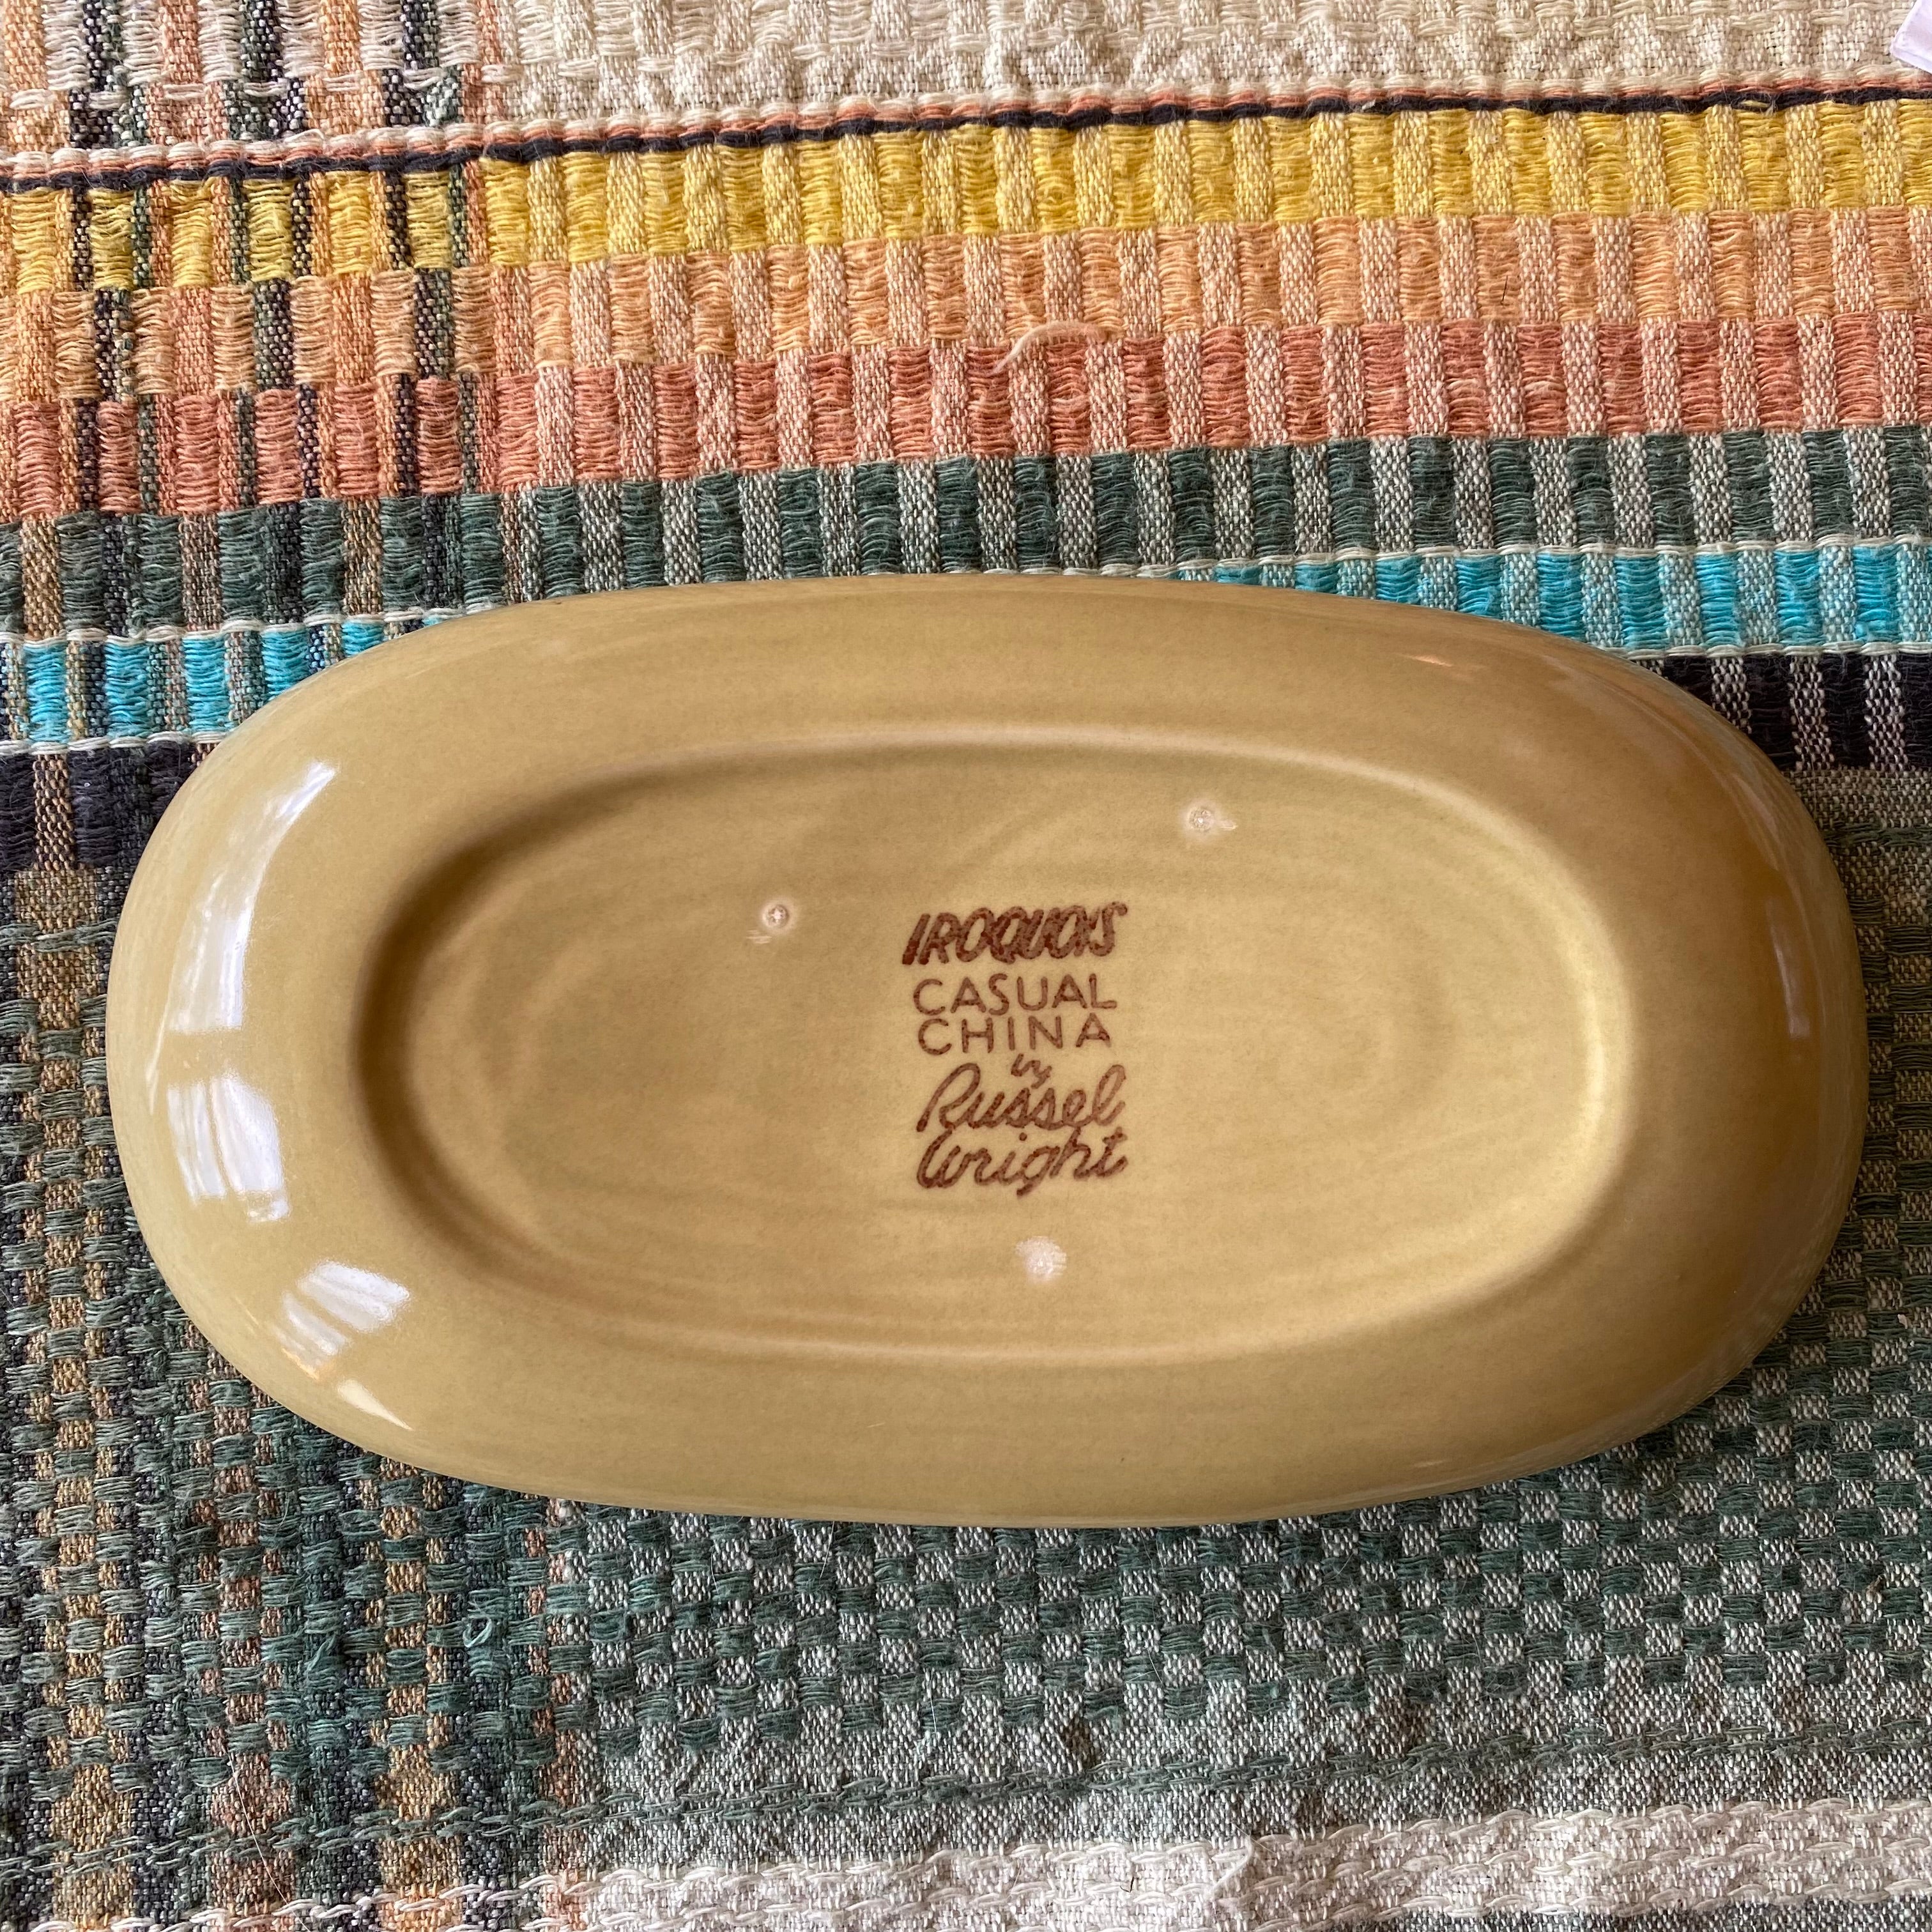 IROQUOIS
CASUAL
CHINA
by
Russel
Wright